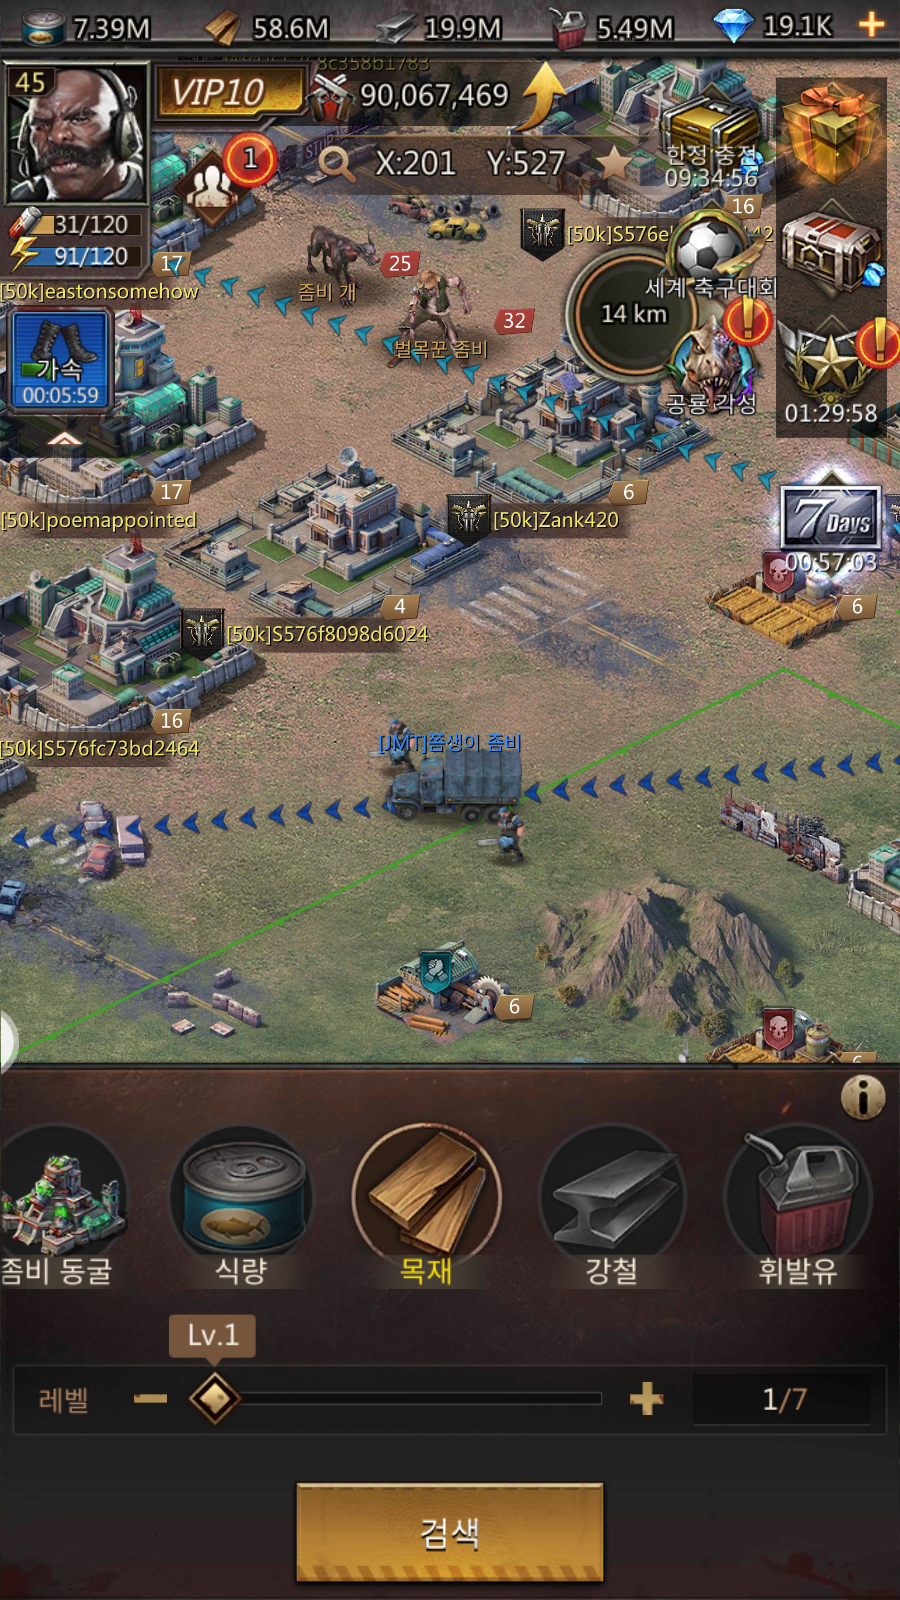 7.39M 58.6M 19.9M 5.49M 19.1K
8c358b1783
45 VIP10 90,067,469
1 X:201 Y:527
한정 충전
09:34:56
31/120
91/120
16
17
[50k]eastonsomehow
25
좀비 개
세계 축구대회
14 km
32
벌목꾼 좀비
가속
00:05:59
공룡 각성
01:29:58
17
[50k]poemappointed
6
[50k]Zank420
7 Days
00:57:03
6
4
[50k]S576f8098d6024
16
[50k]S576fc73bd2464
[JMT]쫌생이 좀비
6
6
좀비 동굴 식량 목재 강철 휘발유
Lv.1
레벨 1/7
검색